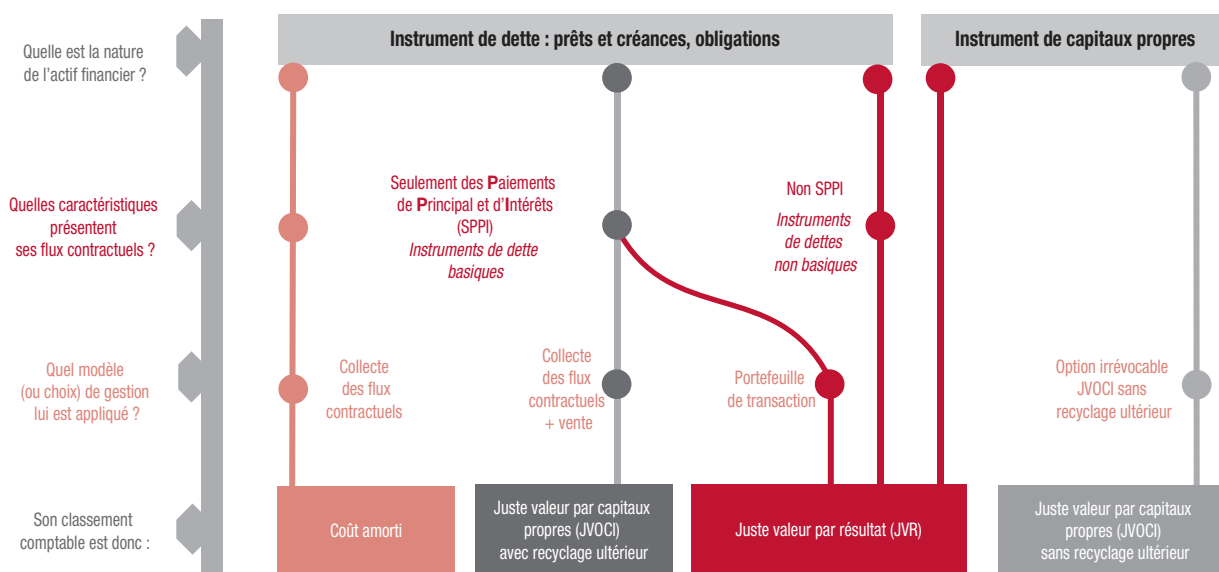 Quelle est la nature
de l'actif financier ?
Instrument de dette : prêts et créances, obligations
Instrument de capitaux propres
Quelles caractéristiques
présentent
ses flux contractuels ?
Seulement des Paiements
de Principal et d'Intérêts
(SPPI)
Instruments de dette
basiques
Non SPPI
Instruments
de dettes
non basiques
Quel modèle
(ou choix) de gestion
lui est appliqué ?
Collecte
des flux
contractuels
Collecte
des flux
contractuels
+ vente
Portefeuille
de transaction
Option irrévocable
JVOCI sans
recyclage ultérieur
Son classement
comptable est donc :
Coût amorti
Juste valeur par capitaux
propres (JVOCI)
avec recyclage ultérieur
Juste valeur par résultat (JVR)
Juste valeur par capitaux
propres (JVOCI)
sans recyclage ultérieur